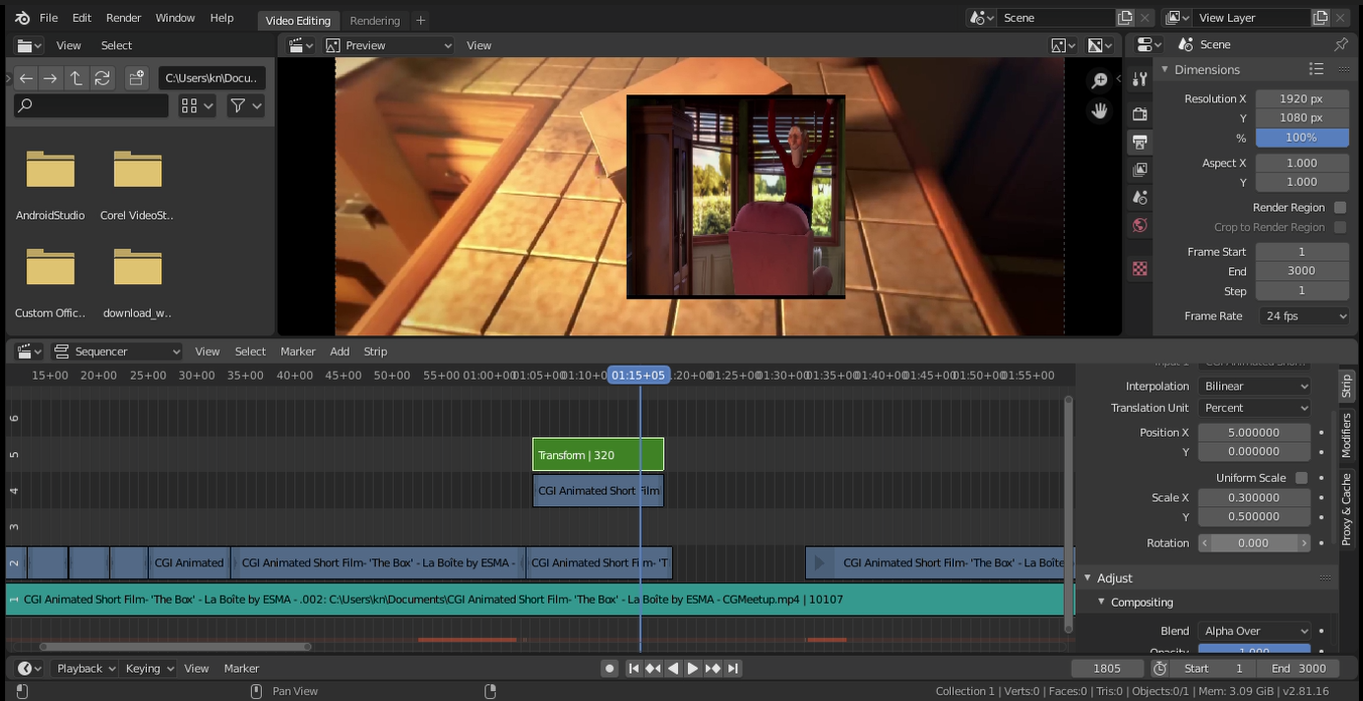 File Edit Render Window Help Video Editing Rendering + Scene View Layer
View Select Preview View Scene
C:\Users\kn\Docu..
AndroidStudio Corel VideoSt..
Custom Offic.. download_w..
Dimensions
Resolution X 1920 px
Y 1080 px
% 100%
Aspect X 1.000
Y 1.000
Render Region
Crop to Render Region
Frame Start 1
End 3000
Step 1
Frame Rate 24 fps
Sequencer View Select Marker Add Strip
15+00 20+00 25+00 30+00 35+00 40+00 45+00 50+00 55+00 01:00+00 01:05+00 01:10+0 01:15+05 :20+00 01:25+00 01:30+00 01:35+00 01:40+00 01:45+00 01:50+00 01:55+00
6
5 Transform | 320
4 CGI Animated Short Film
3
2 CGI Animated CGI Animated Short Film- 'The Box' - La Boîte by ESMA - CGI Animated Short Film- 'T CGI Animated Short Film- 'The Box' - La Boîte
1 CGI Animated Short Film- 'The Box' - La Boîte by ESMA - .002: C:\Users\kn\Documents\CGI Animated Short Film- 'The Box' - La Boîte by ESMA - CGMeetup.mp4 | 10107
Interpolation Bilinear
Translation Unit Percent
Position X 5.000000
Y 0.000000
Uniform Scale
Scale X 0.300000
Y 0.500000
Rotation 0.000
Adjust
Compositing
Blend Alpha Over
Opacity 1.000
Strip
Modifiers
Proxy & Cache
Playback Keying View Marker 1805 Start 1 End 3000
Pan View Collection 1 | Verts:0 | Faces:0 | Tris:0 | Objects:0/1 | Mem: 3.09 GiB | v2.81.16